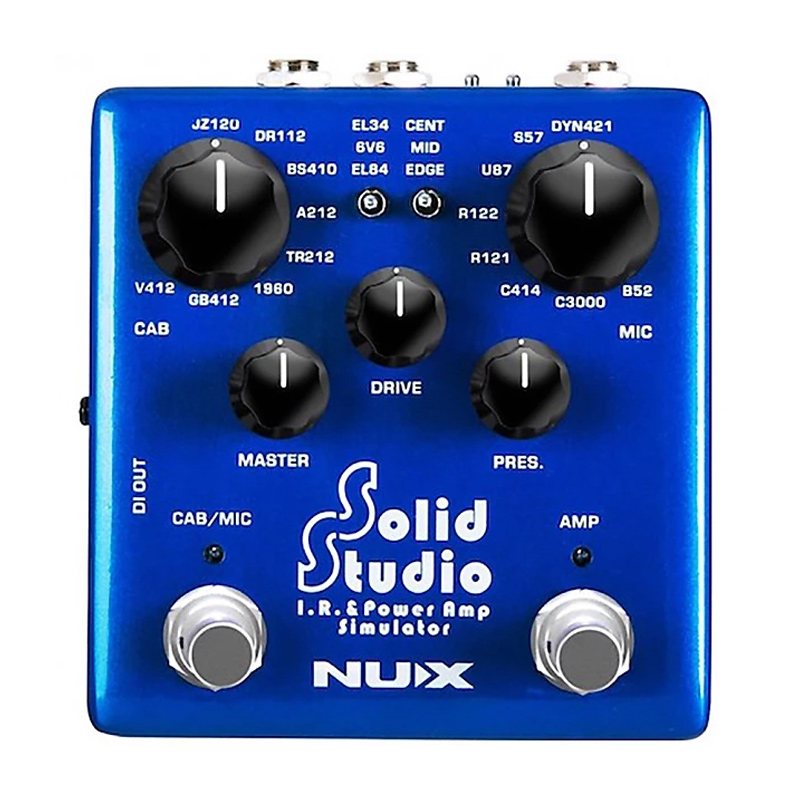 JZ120
DR112
BS410
A212
TR212
1960
GB412
V412
CAB
EL34 CENT
6V6 MID
EL84 EDGE
DYN421
S57
U87
R122
R121
C414
C3000
B52
MIC
DRIVE
MASTER
PRES.
DI OUT
CAB/MIC
AMP
Solid
Studio
I.R. & Power Amp
Simulator
NUX